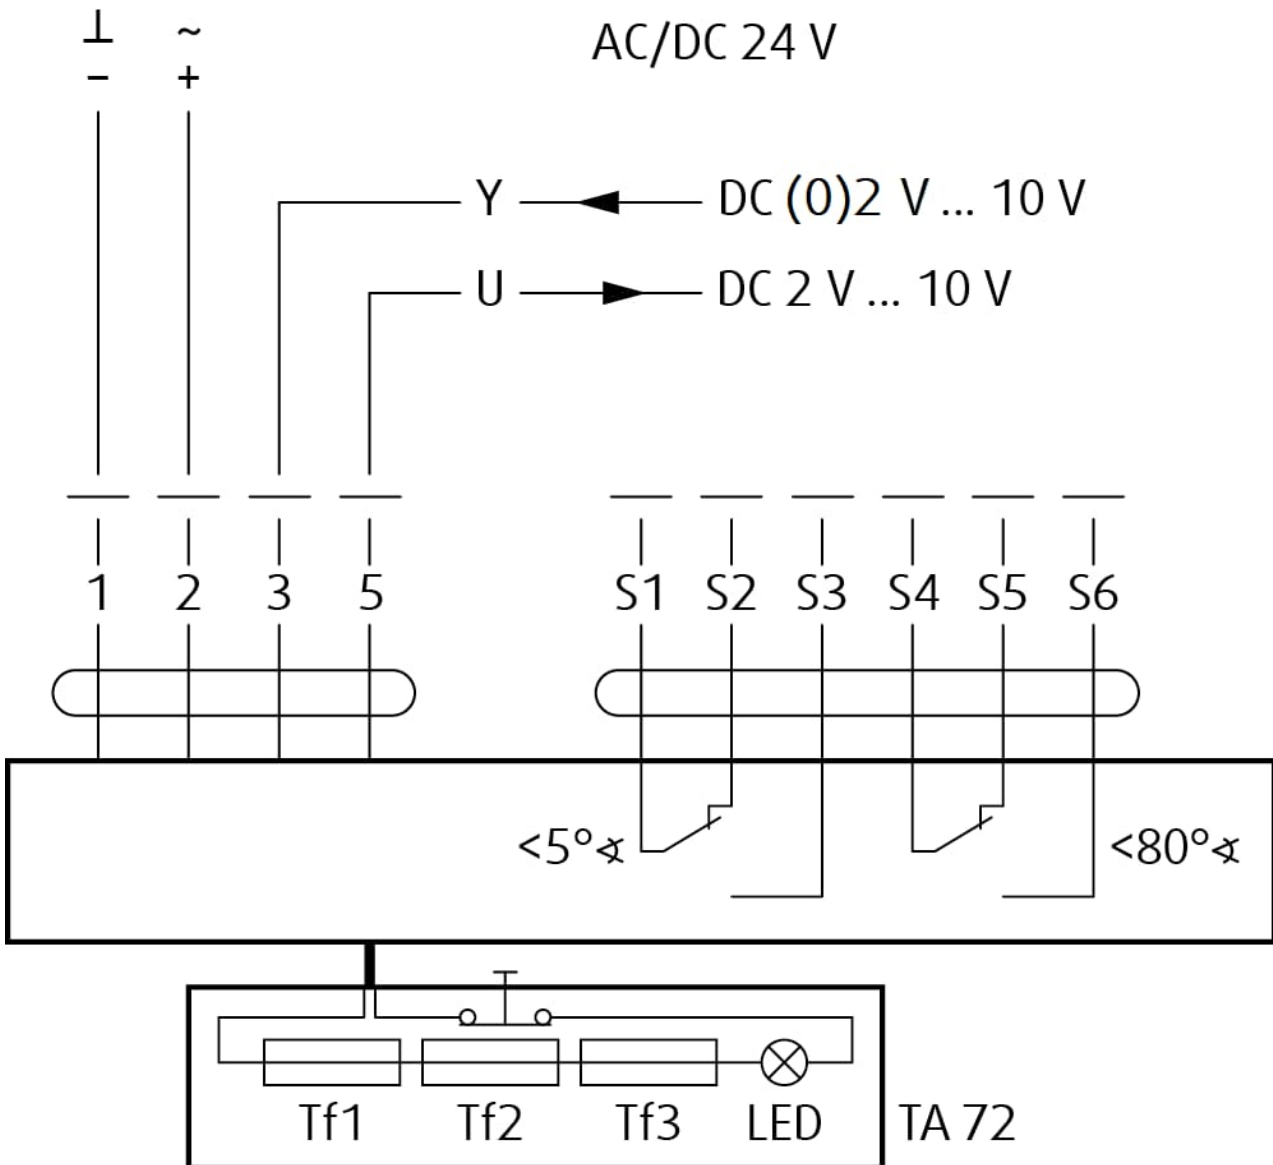 ⊥ ~ AC/DC 24 V
− +
Y DC (0)2 V ... 10 V
U DC 2 V ... 10 V
1 2 3 5 S1 S2 S3 S4 S5 S6
<5°∢ <80°∢
Tf1 Tf2 Tf3 LED TA 72